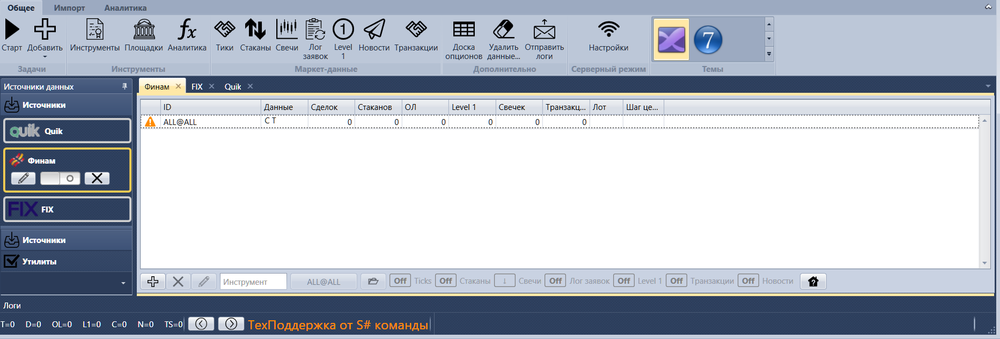 Общее Импорт Аналитика
Старт Добавить Инструменты Площадки Аналитика Тики Стаканы Свечи Лог заявок Level 1 Новости Транзакции Доска опционов Удалить данные... Отправить логи Настройки
Задачи Инструменты Маркет-данные Дополнительно Серверный режим Темы
Источники данных
Финам FIX Quik
Источники
ID Данные Сделок Стаканов ОЛ Level 1 Свечек Транзакц... Лот Шаг це...
ALL@ALL С Т 0 0 0 0 0 0
quik Quik
Финам
FIX FIX
Источники
Утилиты
Инструмент ALL@ALL Off Ticks Off Стаканы ↓ Свечи Off Лог заявок Off Level 1 Off Транзакции Off Новости
Логи
T=0 D=0 OL=0 L1=0 C=0 N=0 TS=0 ТехПоддержка от S# команды